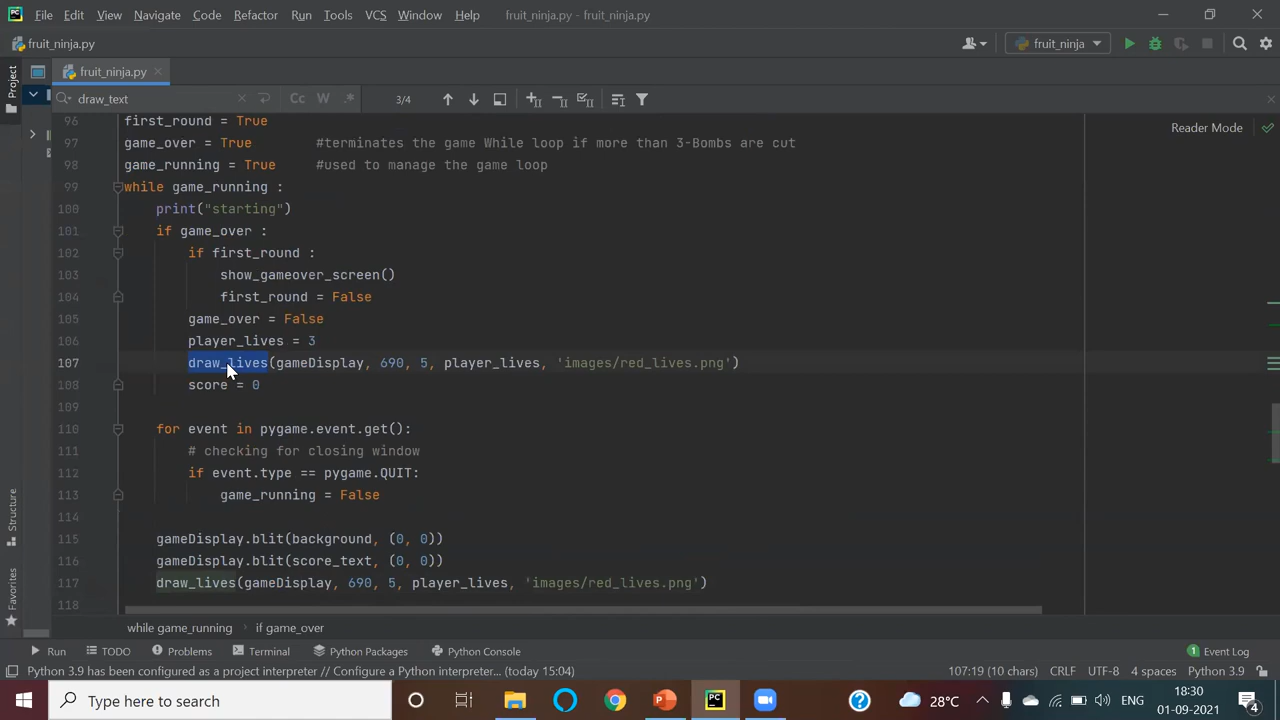 File Edit View Navigate Code Refactor Run Tools VCS Window Help fruit_ninja.py - fruit_ninja.py
fruit_ninja.py
fruit_ninja
fruit_ninja.py
draw_text
Cc W .*
3/4
Project
Reader Mode
96 first_round = True
97 game_over = True #terminates the game While loop if more than 3-Bombs are cut
98 game_running = True #used to manage the game loop
99 while game_running :
100 print("starting")
101 if game_over :
102 if first_round :
103 show_gameover_screen()
104 first_round = False
105 game_over = False
106 player_lives = 3
107 draw_lives(gameDisplay, 690, 5, player_lives, 'images/red_lives.png')
108 score = 0
109
110 for event in pygame.event.get():
111 # checking for closing window
112 if event.type == pygame.QUIT:
113 game_running = False
114
115 gameDisplay.blit(background, (0, 0))
116 gameDisplay.blit(score_text, (0, 0))
117 draw_lives(gameDisplay, 690, 5, player_lives, 'images/red_lives.png')
118
Structure
Favorites
while game_running if game_over
Run TODO Problems Terminal Python Packages Python Console 1 Event Log
Python 3.9 has been configured as a project interpreter // Configure a Python interpreter... (today 15:04) 107:19 (10 chars) CRLF UTF-8 4 spaces Python 3.9
Type here to search
28°C
ENG
18:30
01-09-2021
4